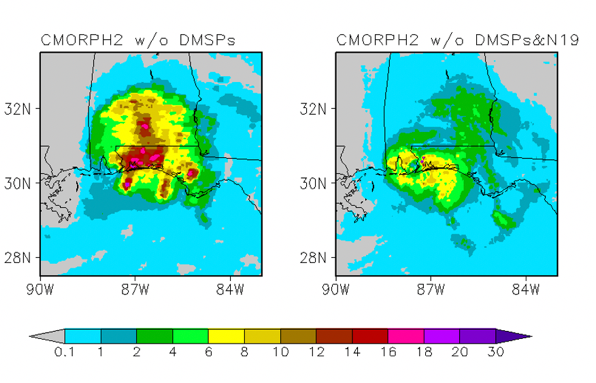 CMORPH2 w/o DMSPs
CMORPH2 w/o DMSPs&N19
32N
30N
28N
90W 87W 84W
32N
30N
28N
90W 87W 84W
0.1 1 2 4 6 8 10 12 14 16 18 20 30